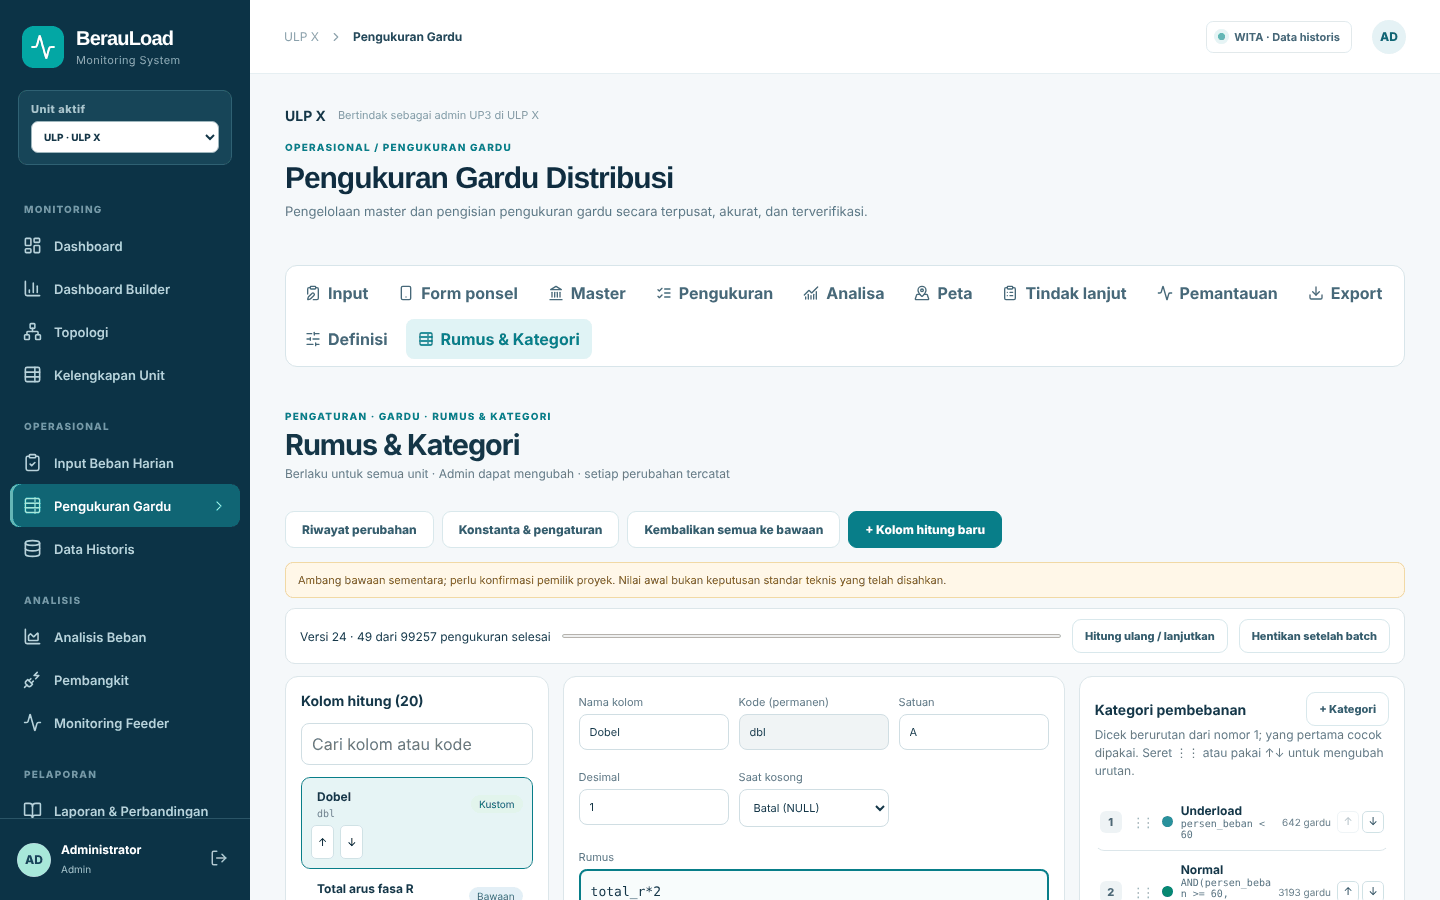 BerauLoad
Monitoring System
Unit aktif
ULP · ULP X
MONITORING
Dashboard
Dashboard Builder
Topologi
Kelengkapan Unit
OPERASIONAL
Input Beban Harian
Pengukuran Gardu
Data Historis
ANALISIS
Analisis Beban
Pembangkit
Monitoring Feeder
PELAPORAN
Laporan & Perbandingan
AD
Administrator
Admin
ULP X
Pengukuran Gardu
WITA · Data historis
AD
ULP X Bertindak sebagai admin UP3 di ULP X
OPERASIONAL / PENGUKURAN GARDU
Pengukuran Gardu Distribusi
Pengelolaan master dan pengisian pengukuran gardu secara terpusat, akurat, dan terverifikasi.
Input Form ponsel Master Pengukuran Analisa Peta Tindak lanjut Pemantauan Export
Definisi Rumus & Kategori
PENGATURAN · GARDU · RUMUS & KATEGORI
Rumus & Kategori
Berlaku untuk semua unit · Admin dapat mengubah · setiap perubahan tercatat
Riwayat perubahan Konstanta & pengaturan Kembalikan semua ke bawaan + Kolom hitung baru
Ambang bawaan sementara; perlu konfirmasi pemilik proyek. Nilai awal bukan keputusan standar teknis yang telah disahkan.
Versi 24 · 49 dari 99257 pengukuran selesai Hitung ulang / lanjutkan Hentikan setelah batch
Kolom hitung (20)
Cari kolom atau kode
Dobel
dbl
Kustom
↑ ↓
Total arus fasa R
Bawaan
Nama kolom Kode (permanen) Satuan
Dobel dbl A
Desimal Saat kosong
1 Batal (NULL)
Rumus
total_r*2
Kategori pembebanan
+ Kategori
Dicek berurutan dari nomor 1; yang pertama cocok
dipakai. Seret ⋮⋮ atau pakai ↑↓ untuk mengubah
urutan.
1 ⋮⋮ Underload
persen_beban <
60
642 gardu ↑ ↓
2 ⋮⋮ Normal
AND(persen_beba
n >= 60,
3193 gardu ↑ ↓